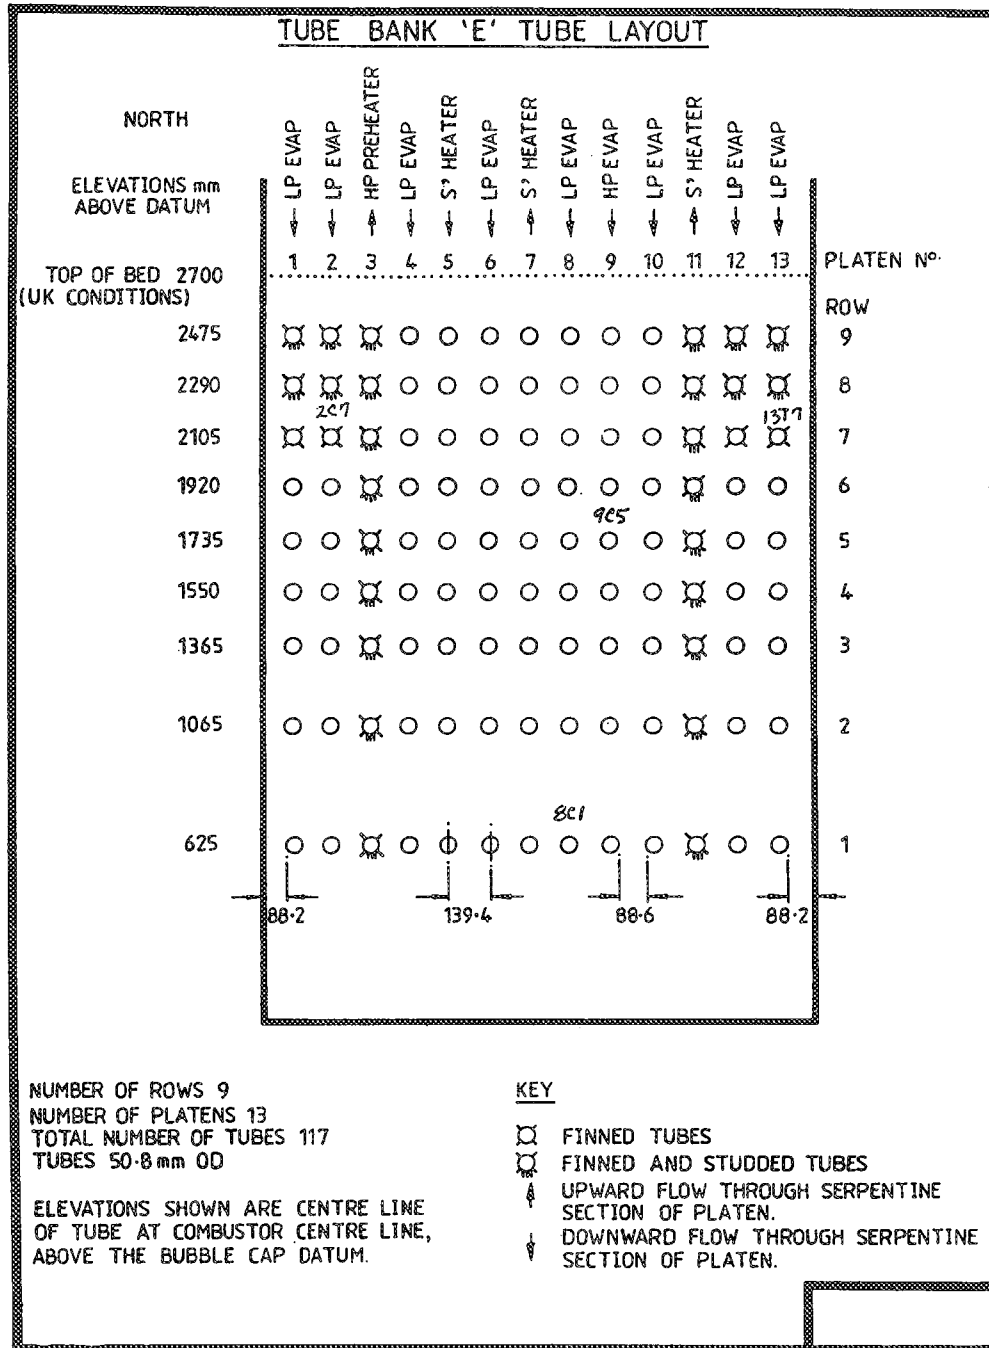 TUBE BANK 'E' TUBE LAYOUT
NORTH
ELEVATIONS mm
ABOVE DATUM
LP EVAP
LP EVAP
HP PREHEATER
LP EVAP
S' HEATER
LP EVAP
S' HEATER
LP EVAP
HP EVAP
LP EVAP
S' HEATER
LP EVAP
LP EVAP
1 2 3 4 5 6 7 8 9 10 11 12 13 PLATEN Nº.
TOP OF BED 2700
(UK CONDITIONS)
ROW
2475 9
2290 8
2C7 13T7
2105 7
1920 6
9C5
1735 5
1550 4
1365 3
1065 2
8C1
625 1
88·2 139·4 88·6 88·2
NUMBER OF ROWS 9
NUMBER OF PLATENS 13
TOTAL NUMBER OF TUBES 117
TUBES 50·8 mm OD
ELEVATIONS SHOWN ARE CENTRE LINE
OF TUBE AT COMBUSTOR CENTRE LINE,
ABOVE THE BUBBLE CAP DATUM.
KEY
FINNED TUBES
FINNED AND STUDDED TUBES
UPWARD FLOW THROUGH SERPENTINE
SECTION OF PLATEN.
DOWNWARD FLOW THROUGH SERPENTINE
SECTION OF PLATEN.